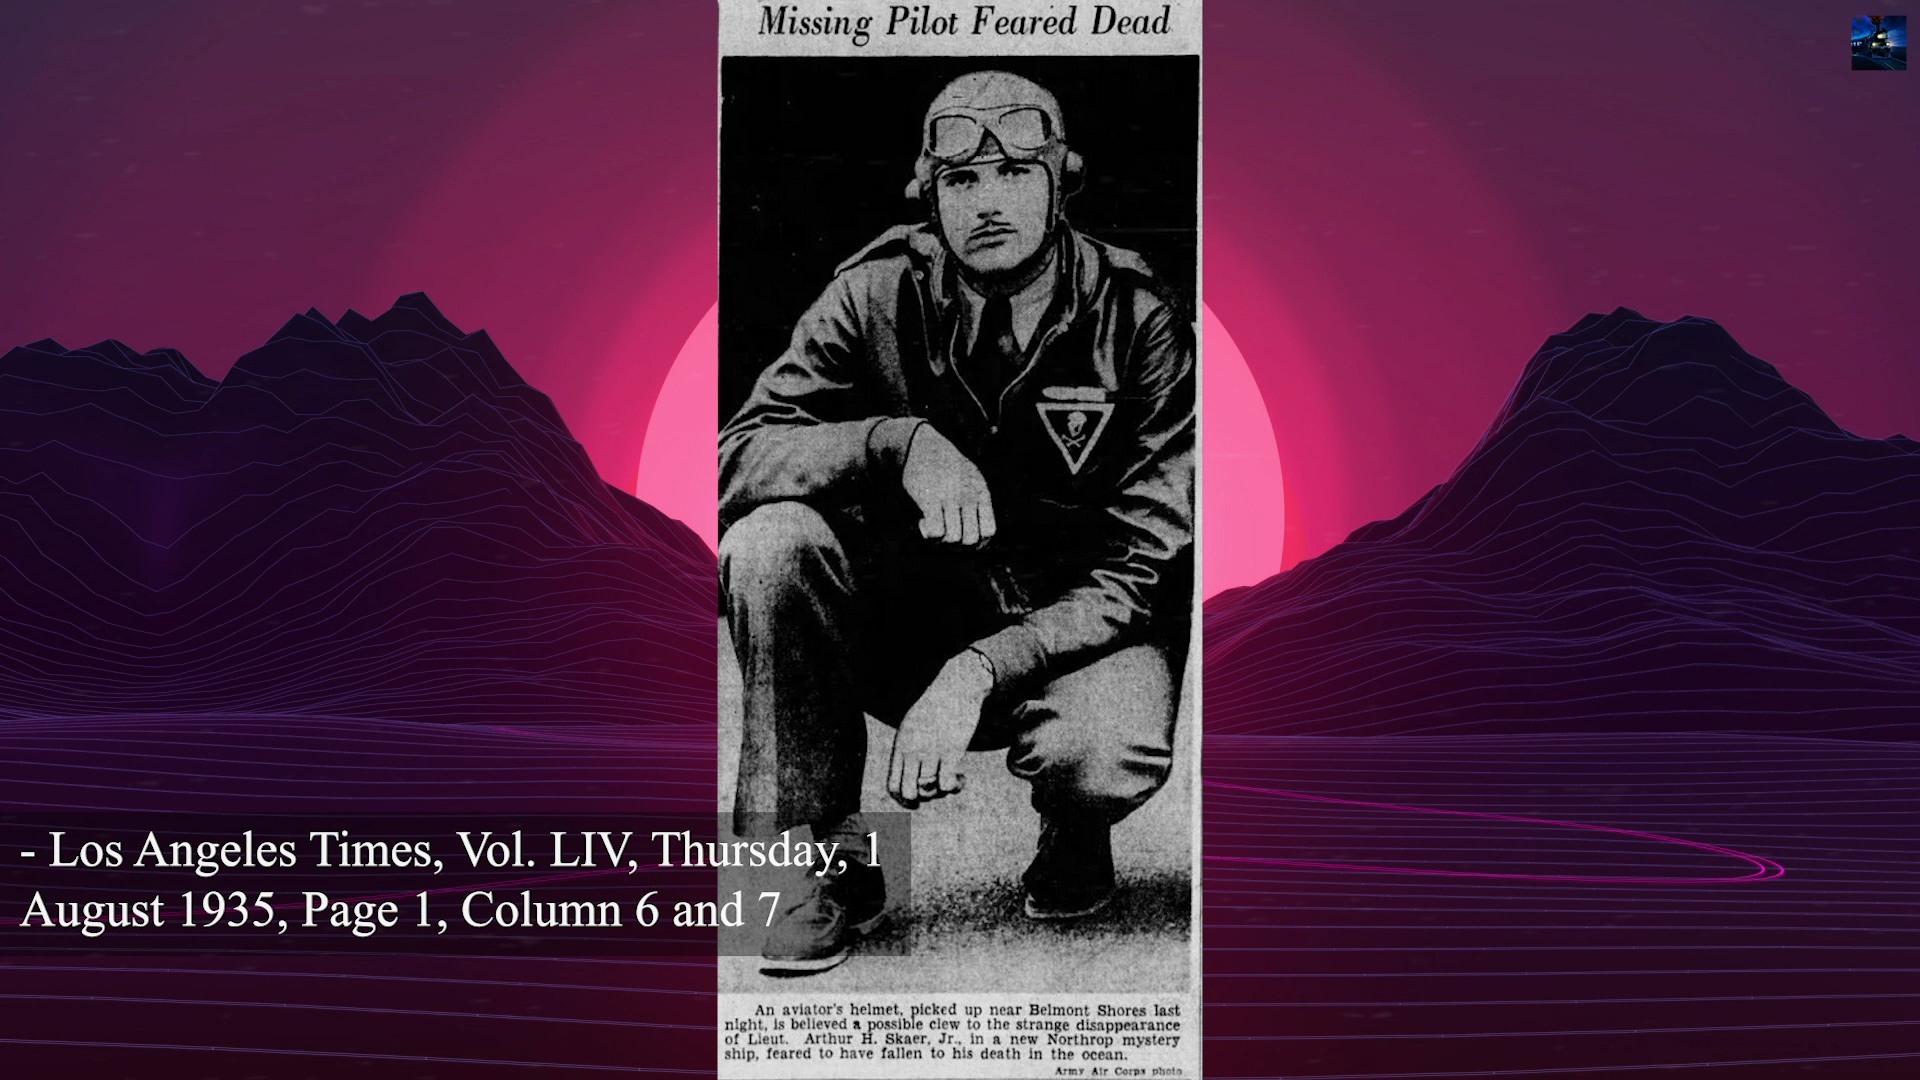 Missing Pilot Feared Dead
- Los Angeles Times, Vol. LIV, Thursday, 1
August 1935, Page 1, Column 6 and 7
An aviator's helmet, picked up near Belmont Shores last
night, is believed a possible clew to the strange disappearance
of Lieut. Arthur H. Skaer, Jr., in a new Northrop mystery
ship, feared to have fallen to his death in the ocean.
Army Air Corps photo